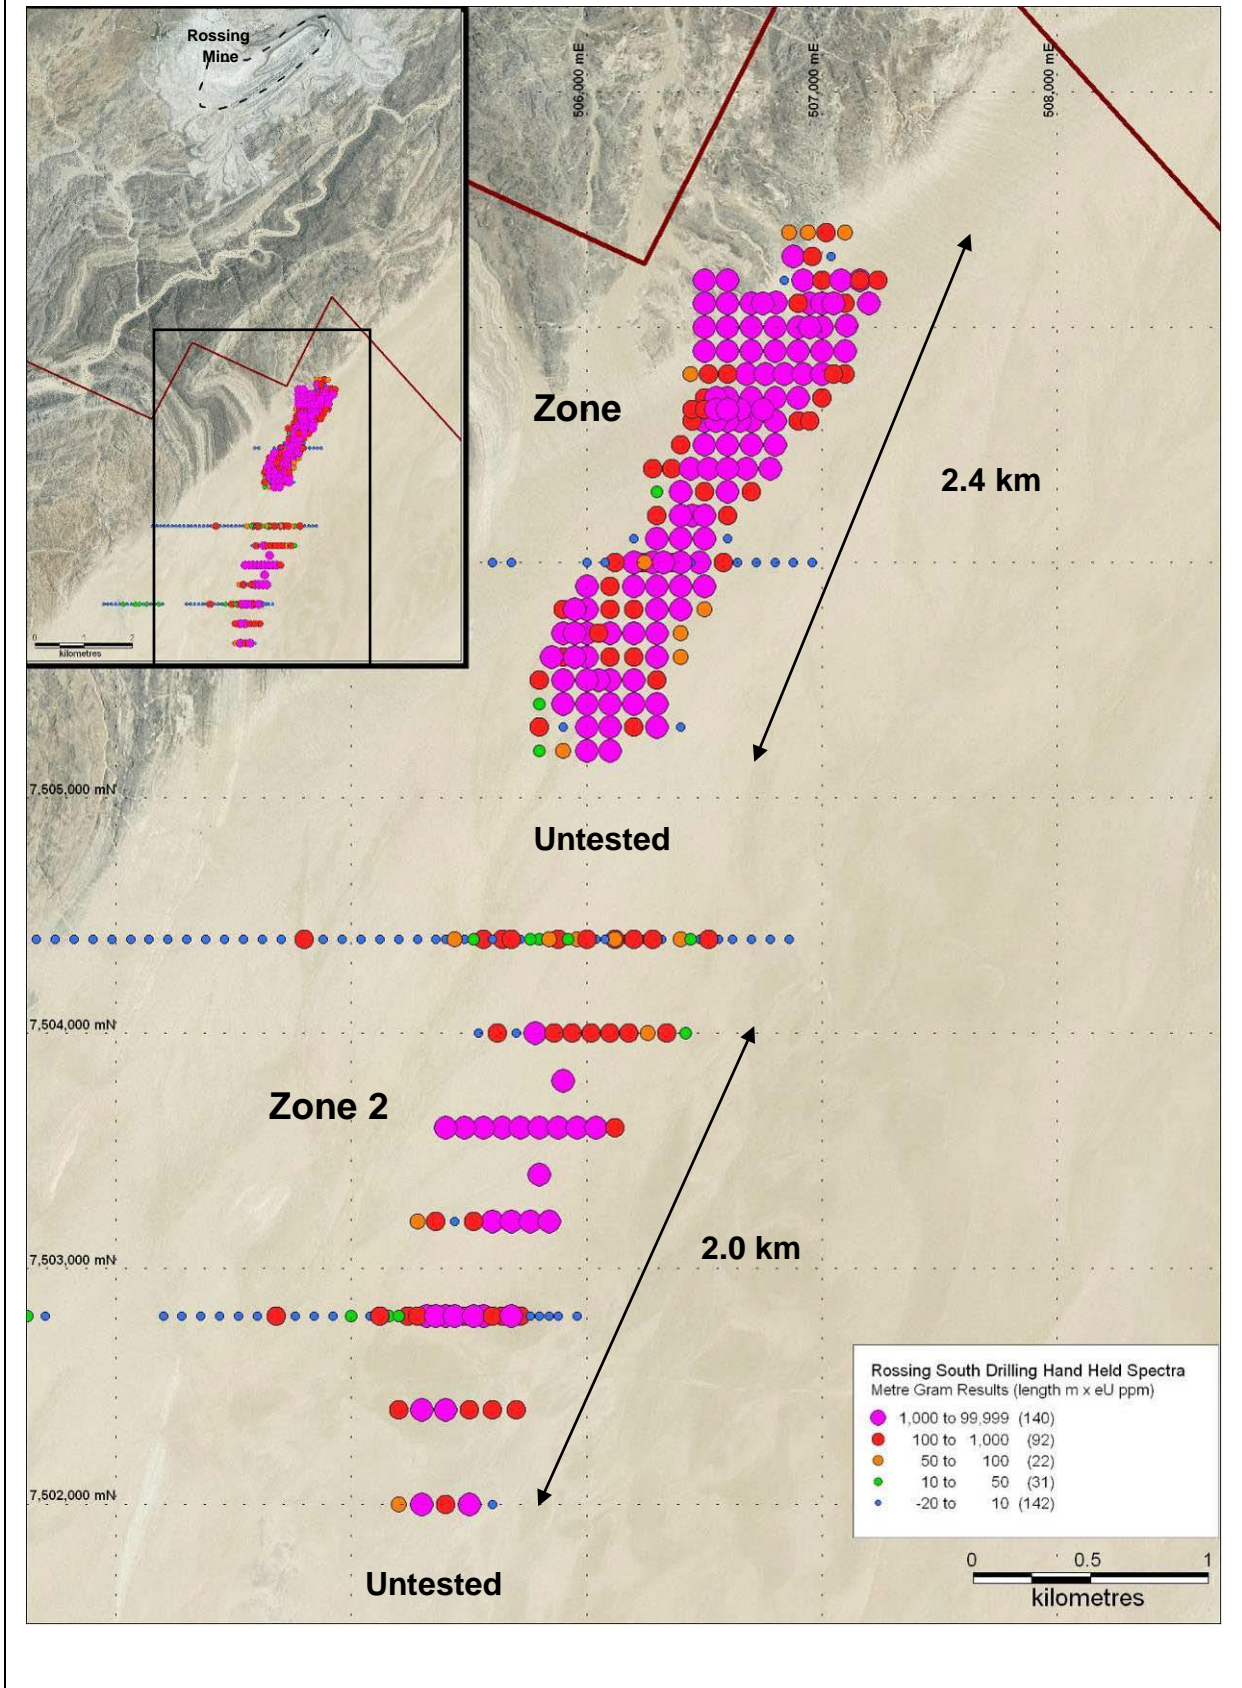 Rossing
Mine
0 1 2
kilometres
506,000 mE
507,000 mE
508,000 mE
Zone
2.4 km
7,505,000 mN
Untested
7,504,000 mN
Zone 2
7,503,000 mN
2.0 km
7,502,000 mN
Untested
Rossing South Drilling Hand Held Spectra
Metre Gram Results (length m x eU ppm)
1,000 to 99,999 (140)
100 to 1,000 (92)
50 to 100 (22)
10 to 50 (31)
-20 to 10 (142)
0 0.5 1
kilometres